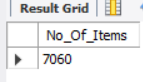 Result Grid
No_Of_Items
7060